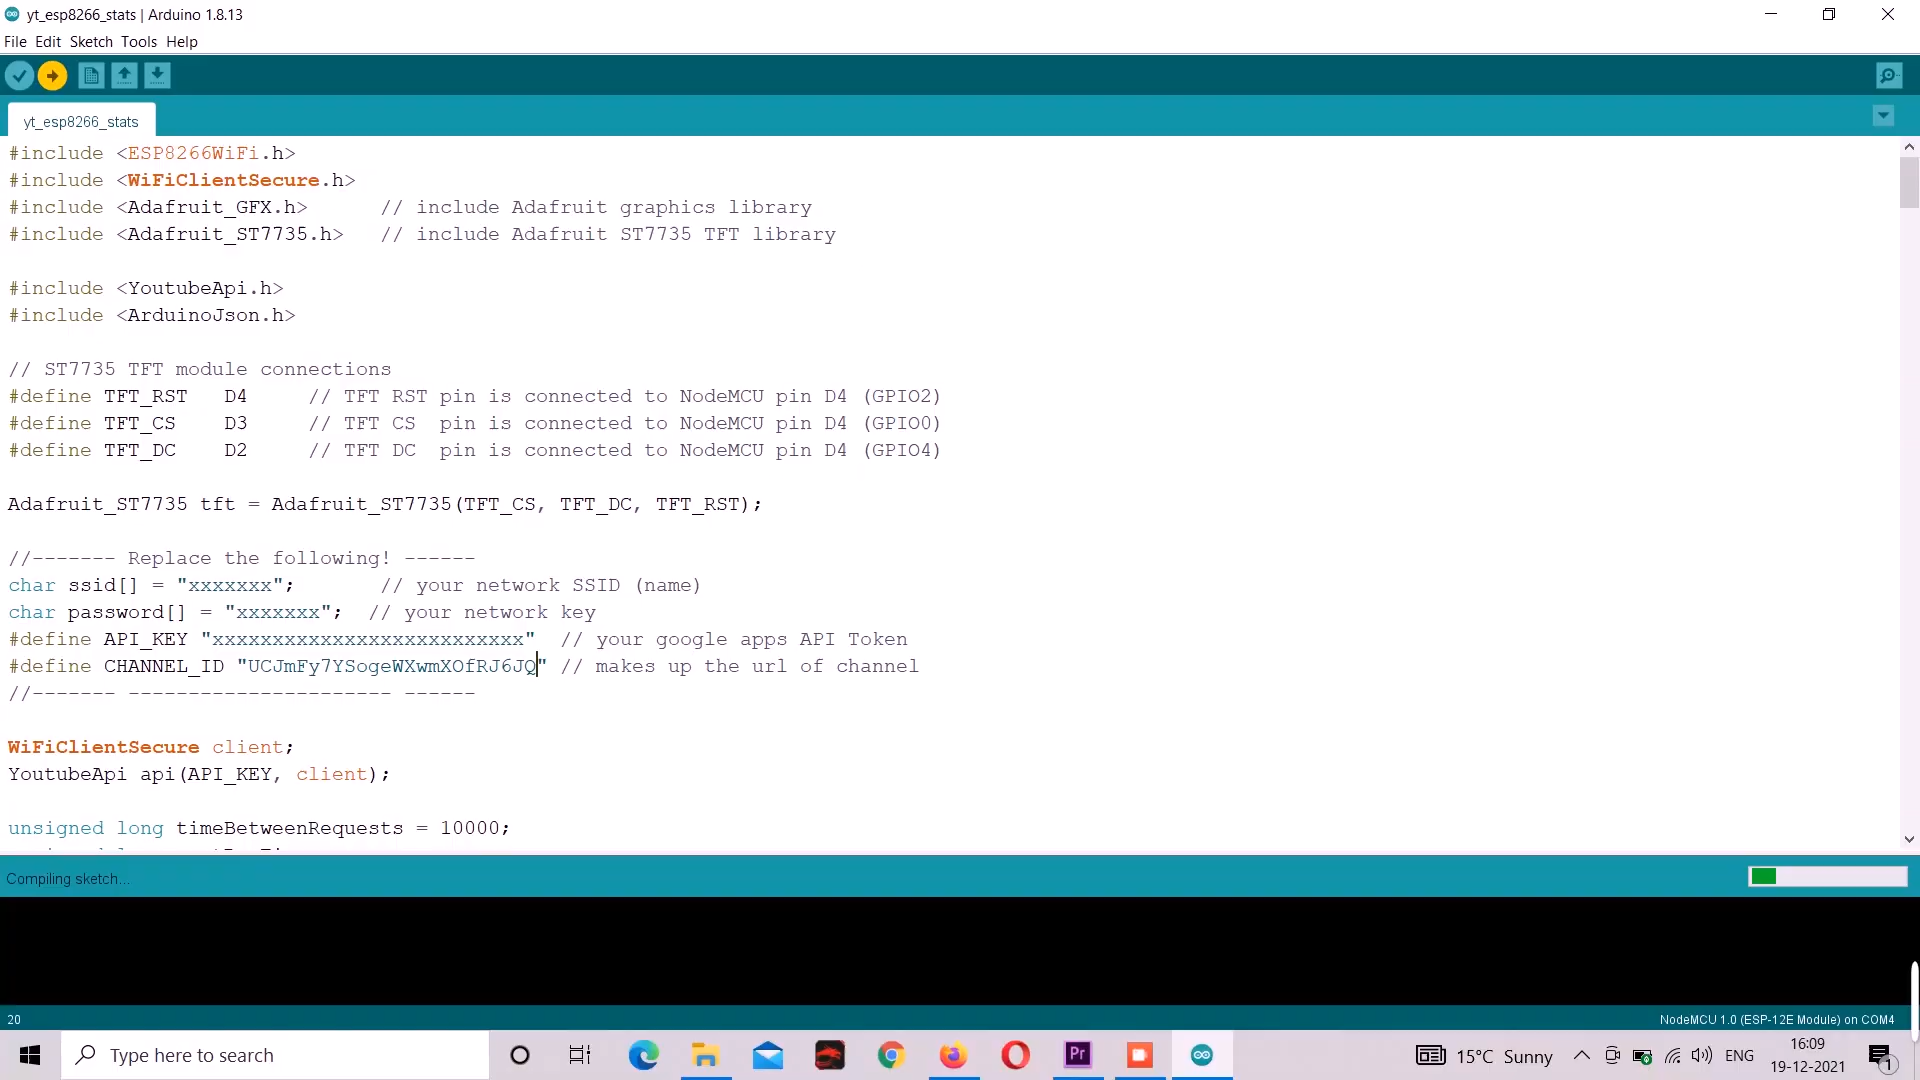 yt_esp8266_stats | Arduino 1.8.13
File Edit Sketch Tools Help
yt_esp8266_stats
#include <ESP8266WiFi.h>
#include <WiFiClientSecure.h>
#include <Adafruit_GFX.h>      // include Adafruit graphics library
#include <Adafruit_ST7735.h>   // include Adafruit ST7735 TFT library
#include <YoutubeApi.h>
#include <ArduinoJson.h>
// ST7735 TFT module connections
#define TFT_RST   D4     // TFT RST pin is connected to NodeMCU pin D4 (GPIO2)
#define TFT_CS    D3     // TFT CS  pin is connected to NodeMCU pin D4 (GPIO0)
#define TFT_DC    D2     // TFT DC  pin is connected to NodeMCU pin D4 (GPIO4)
Adafruit_ST7735 tft = Adafruit_ST7735(TFT_CS, TFT_DC, TFT_RST);
//------- Replace the following! ------
char ssid[] = "xxxxxxx";       // your network SSID (name)
char password[] = "xxxxxxx";  // your network key
#define API_KEY "xxxxxxxxxxxxxxxxxxxxxxxxxx"  // your google apps API Token
#define CHANNEL_ID "UCJmFy7YSogeWXwmXOfRJ6JQ" // makes up the url of channel
//------- ---------------------- ------
WiFiClientSecure client;
YoutubeApi api(API_KEY, client);
unsigned long timeBetweenRequests = 10000;
Compiling sketch...
20
NodeMCU 1.0 (ESP-12E Module) on COM4
Type here to search
Pr
15°C Sunny
ENG
16:09
19-12-2021
1